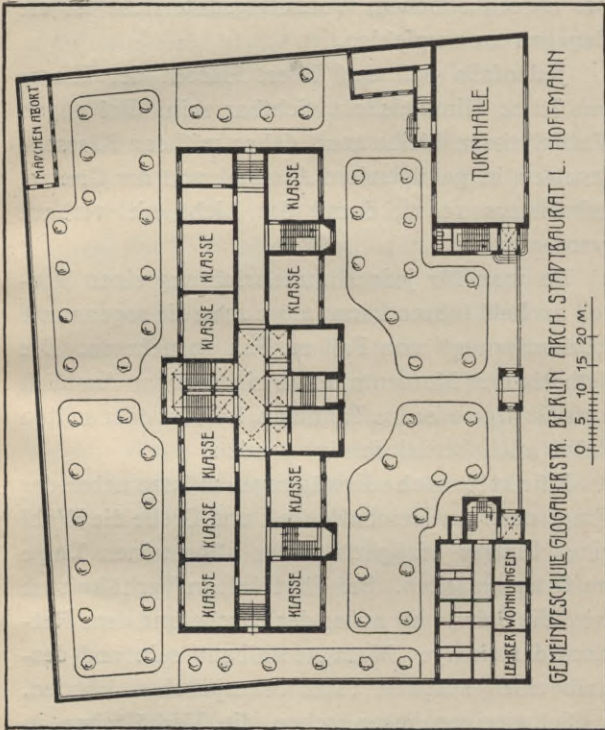 MÄDCHEN ABORT
KLASSE
KLASSE
KLASSE
KLASSE
KLASSE
KLASSE
KLASSE
KLASSE
KLASSE
TURNHALLE
LEHRER WOHNUNGEN
GEMEINDESCHULE GLOGAUERSTR. BERLIN ARCH. STADTBAURAT L. HOFFMANN
0 5 10 15 20 M.